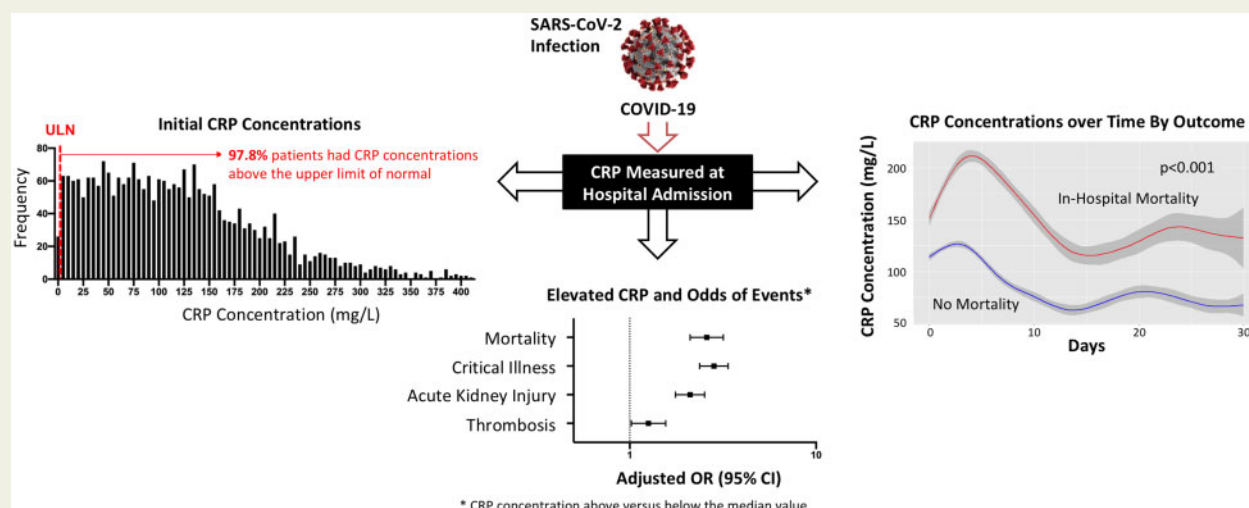 SARS-CoV-2
Infection
COVID-19
CRP Measured at
Hospital Admission
Initial CRP Concentrations
ULN
97.8% patients had CRP concentrations
above the upper limit of normal
Frequency
80
60
40
20
0
0 25 50 75 100 125 150 175 200 225 250 275 300 325 350 375 400
CRP Concentration (mg/L)
Elevated CRP and Odds of Events*
Mortality
Critical Illness
Acute Kidney Injury
Thrombosis
1 10
Adjusted OR (95% CI)
* CRP concentration above versus below the median value
CRP Concentrations over Time By Outcome
CRP Concentration (mg/L)
200
150
100
50
p<0.001
In-Hospital Mortality
No Mortality
0 10 20 30
Days